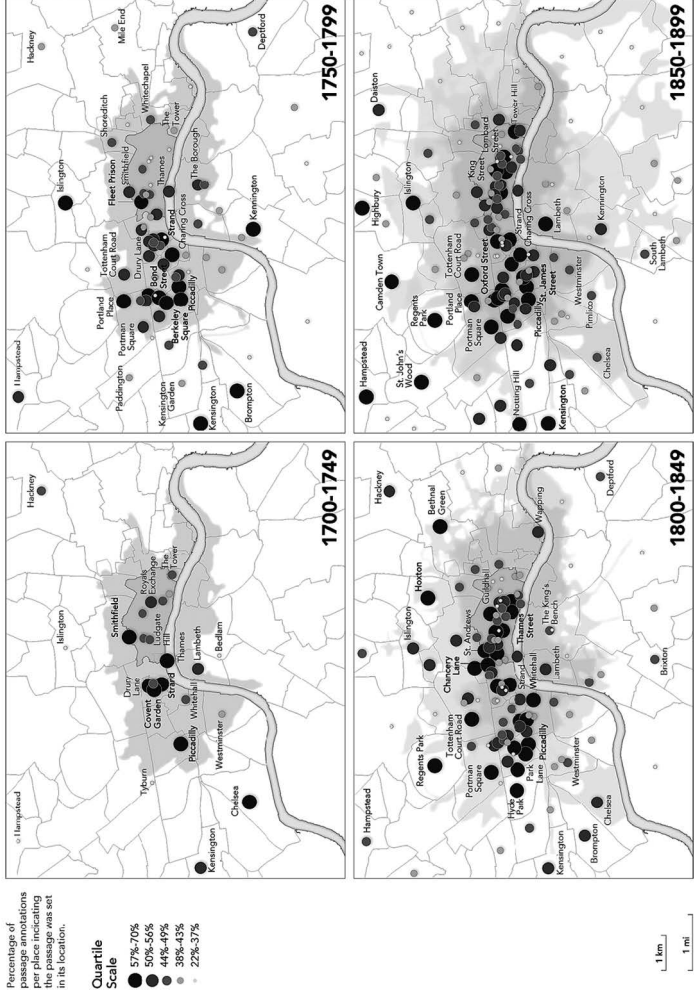 Percentage of
passage annotations
per place indicating
the passage was set
in its location.
Quartile
Scale
57%-70%
50%-56%
44%-49%
38%-43%
22%-37%
1 km
1 mi
Hampstead
Islington
Hackney
Tyburn
Drury
Lane
Covent
Garden
Strand
Smithfield
Royals
Exchange
Ludgate
Hill
The
Tower
Thames
Piccadilly
Whitehall
Lambeth
Westminster
Bedlam
Kensington
Chelsea
1700-1749
Hampstead
Islington
Hackney
Mile End
Paddington
Portman
Square
Portland
Place
Tottenham
Court Road
Drury Lane
Fleet Prison
Smithfield
Shoreditch
Whitechapel
The
Tower
Thames
Bond
Street
Strand
Charing Cross
The Borough
Kensington
Garden
Berkeley
Square
Piccadilly
Kensington
Brompton
Kennington
Deptford
1750-1799
Hampstead
Regents Park
Islington
Hoxton
Bethnal
Green
Hackney
Portman
Square
Tottenham
Court Road
Chancery
Lane
St. Andrews
Guildhall
Hyde
Park
Park
Lane
Piccadilly
Strand
Whitehall
Thames
Street
Wapping
Kensington
Brompton
Chelsea
Westminster
Lambeth
The King's
Bench
Brixton
Deptford
1800-1849
Hampstead
Highbury
Daiston
Camden Town
Islington
St. John's
Wood
Regents
Park
Portman
Square
Portland
Place
Tottenham
Court Road
Oxford Street
King
Street
Lombard
Street
Tower Hill
Notting Hill
Piccadilly
St. James
Street
Strand
Charing Cross
Kensington
Chelsea
Pimlico
Westminster
Lambeth
Kennington
South
Lambeth
1850-1899